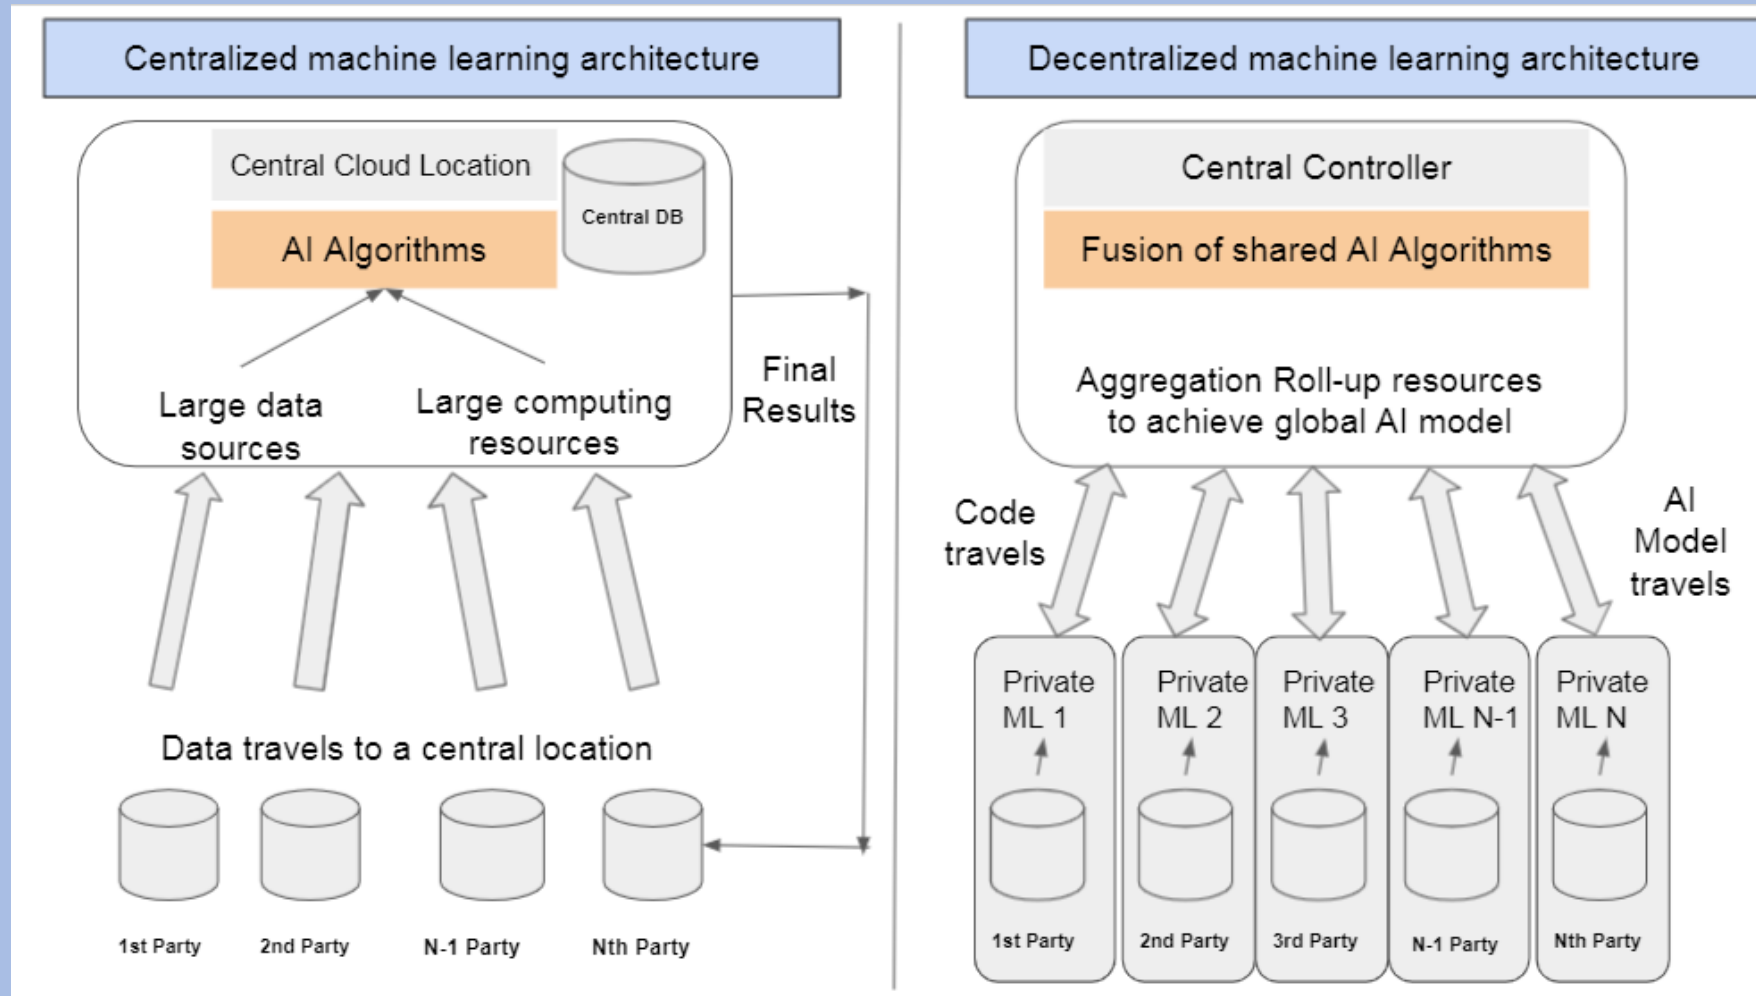 Centralized machine learning architecture
Central Cloud Location
Central DB
AI Algorithms
Large data
sources
Large computing
resources
Final
Results
Data travels to a central location
1st Party
2nd Party
N-1 Party
Nth Party
Decentralized machine learning architecture
Central Controller
Fusion of shared AI Algorithms
Aggregation Roll-up resources
to achieve global AI model
Code
travels
AI
Model
travels
Private
ML 1
Private
ML 2
Private
ML 3
Private
ML N-1
Private
ML N
1st Party
2nd Party
3rd Party
N-1 Party
Nth Party